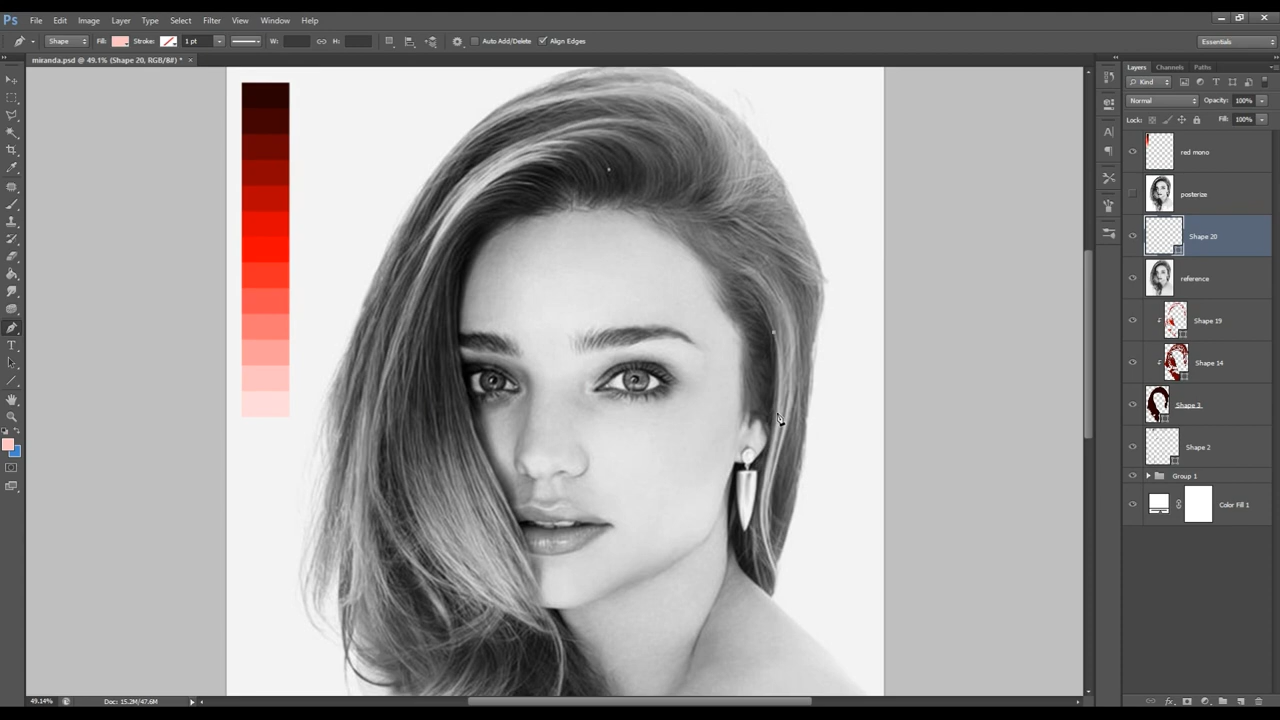 Ps File Edit Image Layer Type Select Filter View Window Help
Shape Fill: Stroke: 1 pt W: H: Auto Add/Delete Align Edges Essentials
miranda.psd @ 49.1% (Shape 20, RGB/8#) * ×
Layers Channels Paths
Kind
Normal Opacity: 100%
Lock: Fill: 100%
red mono
posterize
Shape 20
reference
Shape 19
Shape 14
Shape 3
Shape 2
Group 1
Color Fill 1
49.14% Doc: 15.2M/47.6M